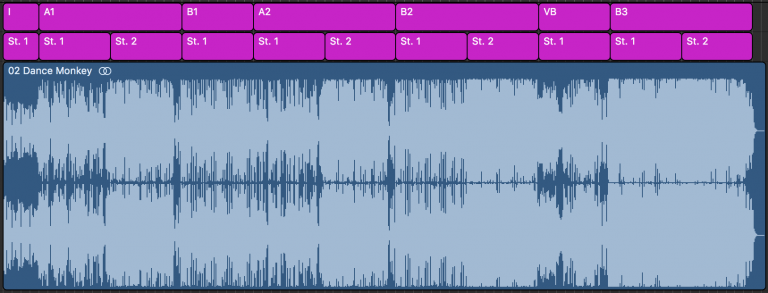 I A1 B1 A2 B2 VB B3
St. 1 St. 1 St. 2 St. 1 St. 1 St. 2 St. 1 St. 2 St. 1 St. 1 St. 2
02 Dance Monkey